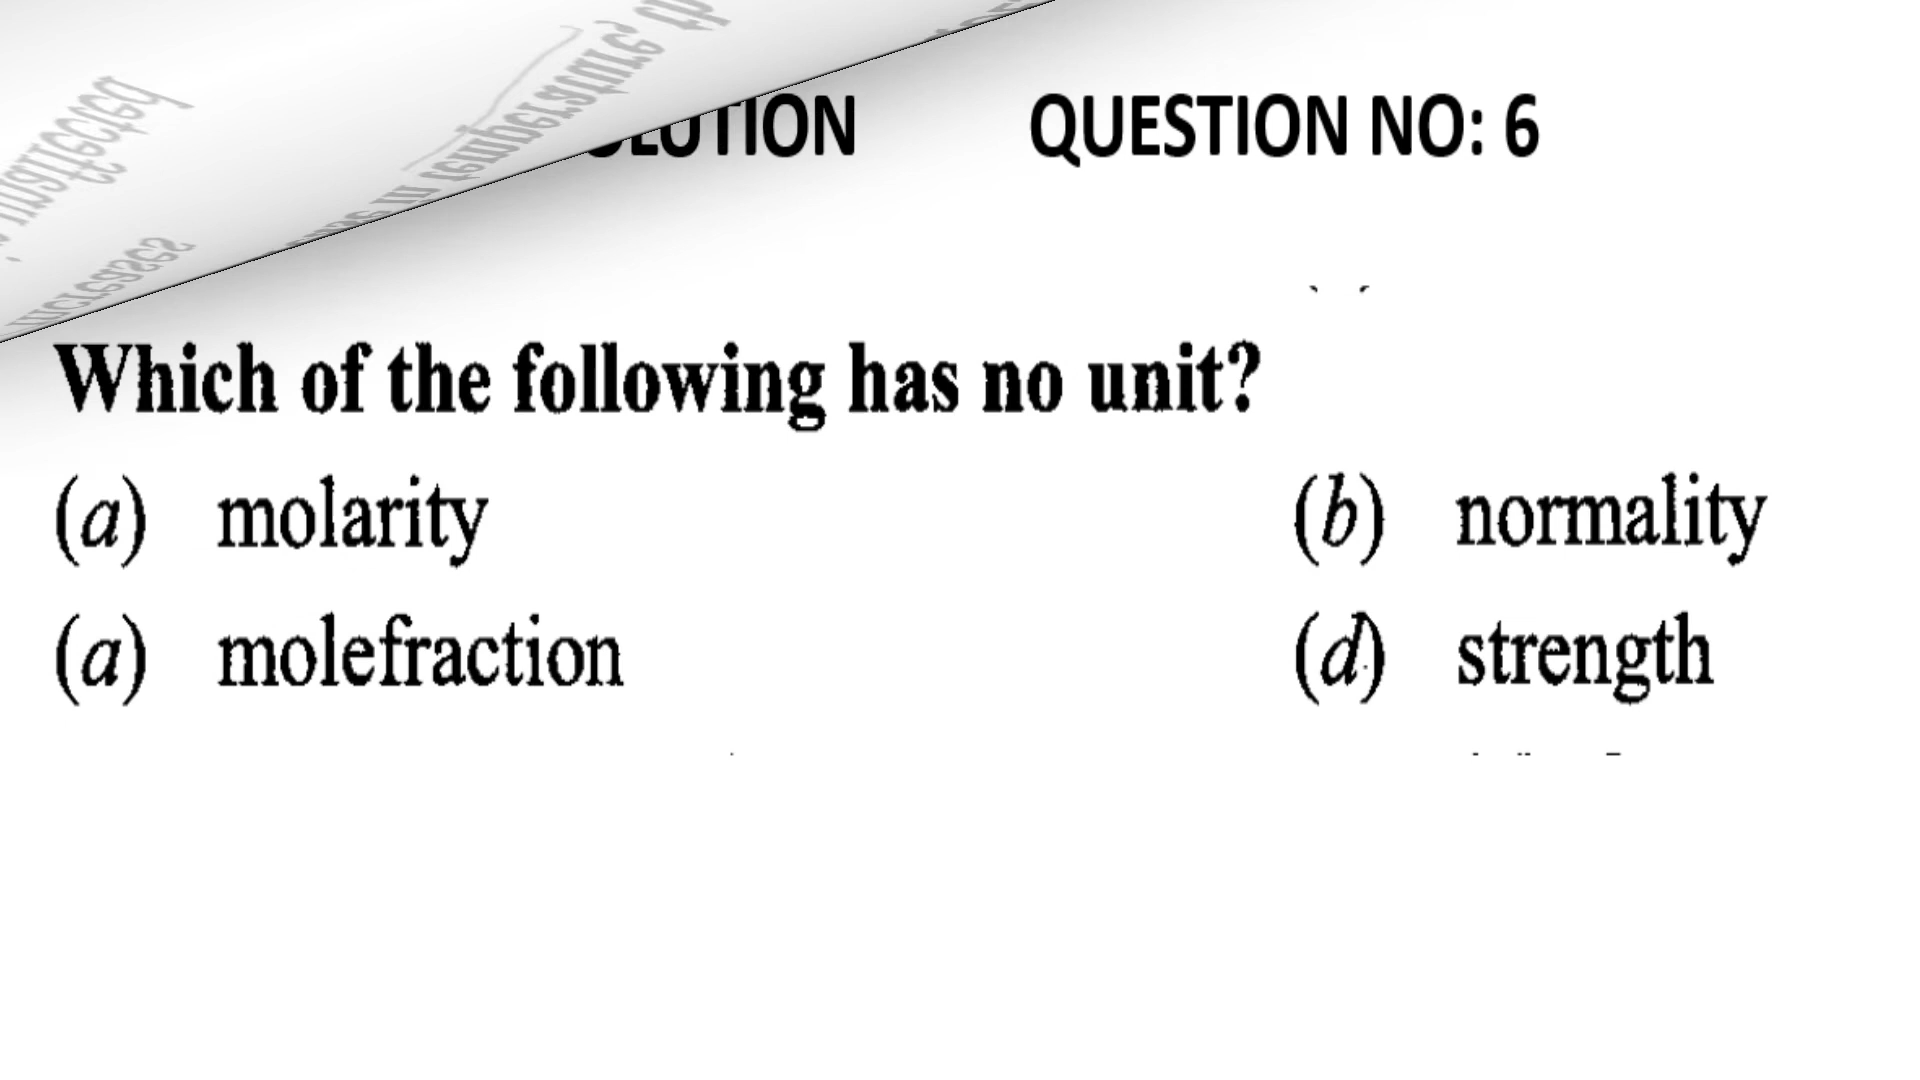 QUESTION NO: 6
Which of the following has no unit?
(a) molarity (b) normality
(a) molefraction (d) strength